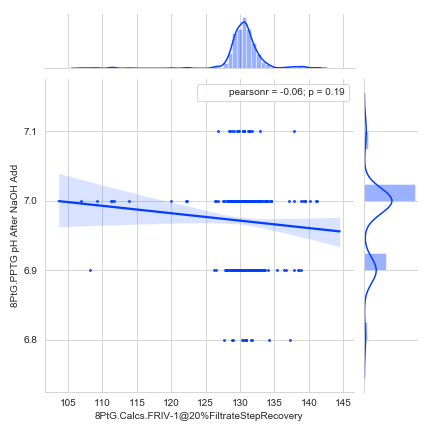 pearsonr = -0.06; p = 0.19
7.1
7.0
6.9
6.8
8PtG.PPTG pH After NaOH Add
105 110 115 120 125 130 135 140 145
8PtG.Calcs.FRIV-1@20%FiltrateStepRecovery